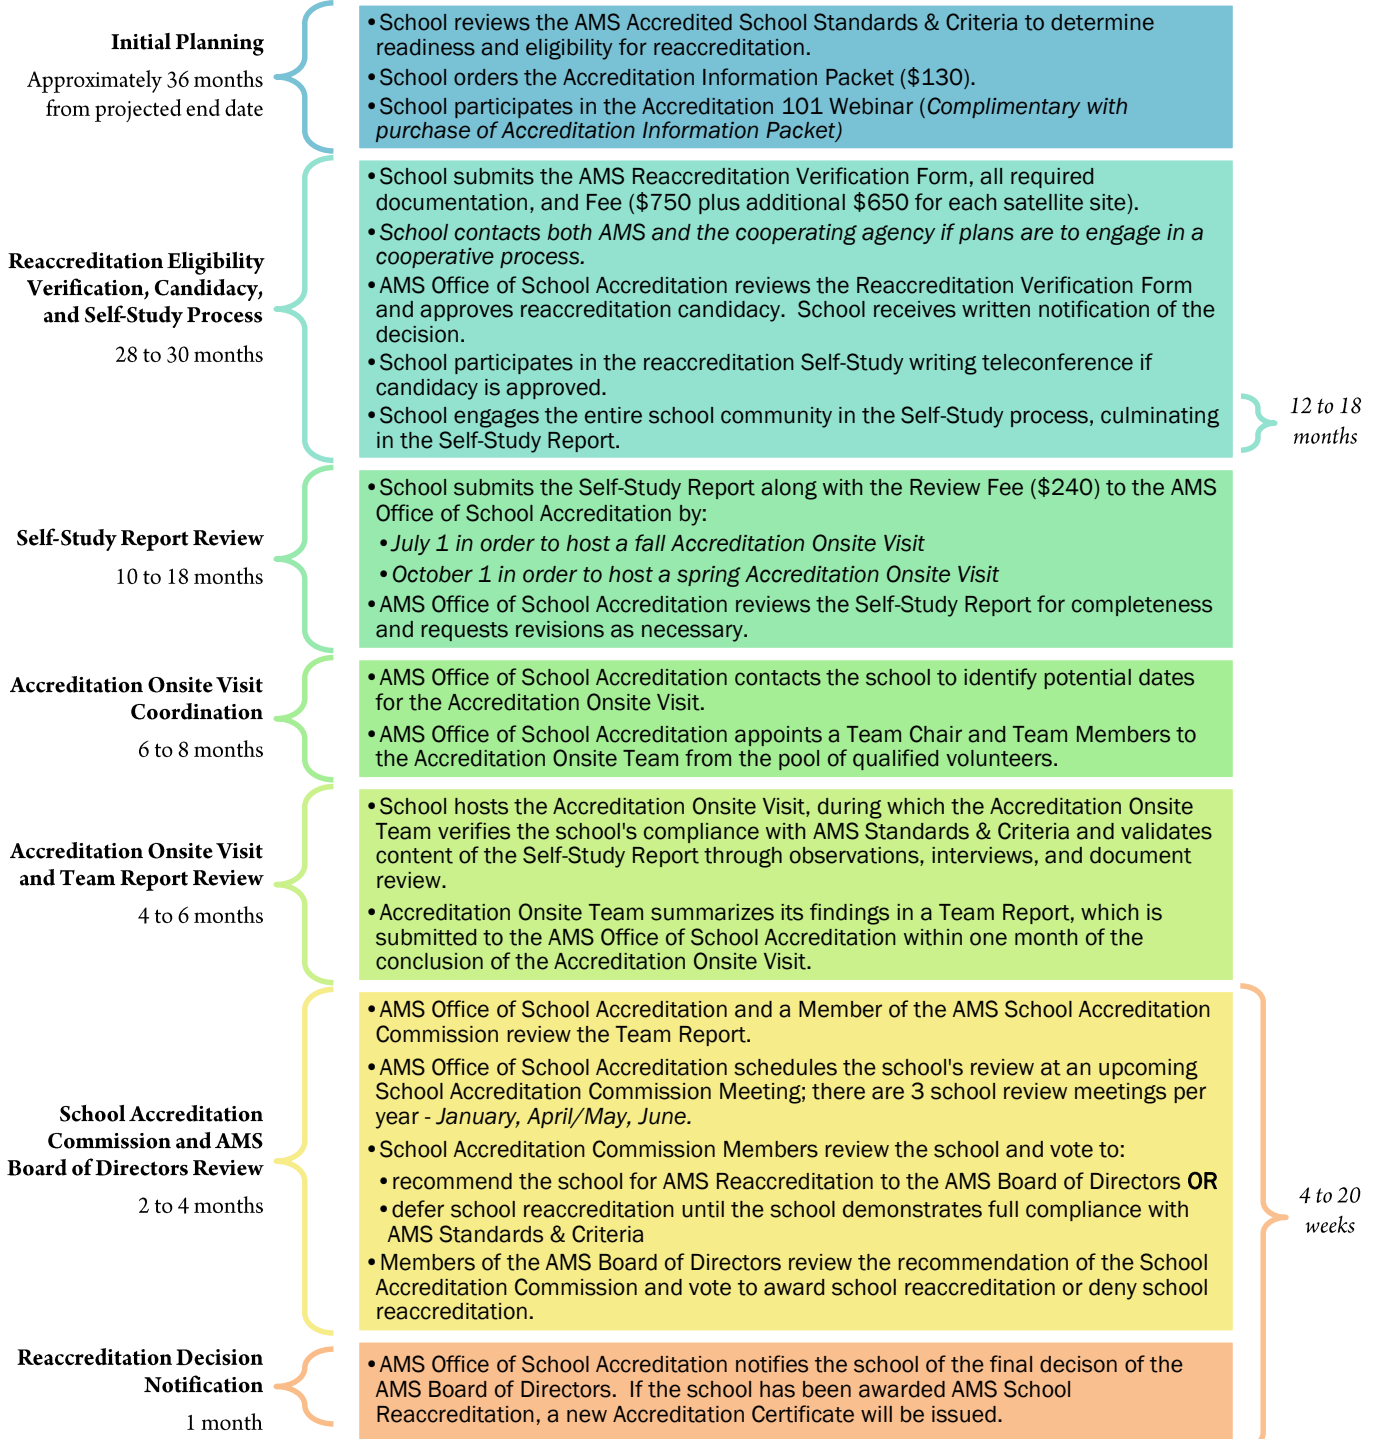 Initial Planning
Approximately 36 months
from projected end date
•School reviews the AMS Accredited School Standards & Criteria to determine
readiness and eligibility for reaccreditation.
•School orders the Accreditation Information Packet ($130).
•School participates in the Accreditation 101 Webinar (Complimentary with
purchase of Accreditation Information Packet)
Reaccreditation Eligibility
Verification, Candidacy,
and Self-Study Process
28 to 30 months
•School submits the AMS Reaccreditation Verification Form, all required
documentation, and Fee ($750 plus additional $650 for each satellite site).
•School contacts both AMS and the cooperating agency if plans are to engage in a
cooperative process.
•AMS Office of School Accreditation reviews the Reaccreditation Verification Form
and approves reaccreditation candidacy.  School receives written notification of the
decision.
•School participates in the reaccreditation Self-Study writing teleconference if
candidacy is approved.
•School engages the entire school community in the Self-Study process, culminating
in the Self-Study Report.
12 to 18
months
Self-Study Report Review
10 to 18 months
•School submits the Self-Study Report along with the Review Fee ($240) to the AMS
Office of School Accreditation by:
•July 1 in order to host a fall Accreditation Onsite Visit
•October 1 in order to host a spring Accreditation Onsite Visit
•AMS Office of School Accreditation reviews the Self-Study Report for completeness
and requests revisions as necessary.
Accreditation Onsite Visit
Coordination
6 to 8 months
•AMS Office of School Accreditation contacts the school to identify potential dates
for the Accreditation Onsite Visit.
•AMS Office of School Accreditation appoints a Team Chair and Team Members to
the Accreditation Onsite Team from the pool of qualified volunteers.
Accreditation Onsite Visit
and Team Report Review
4 to 6 months
•School hosts the Accreditation Onsite Visit, during which the Accreditation Onsite
Team verifies the school's compliance with AMS Standards & Criteria and validates
content of the Self-Study Report through observations, interviews, and document
review.
•Accreditation Onsite Team summarizes its findings in a Team Report, which is
submitted to the AMS Office of School Accreditation within one month of the
conclusion of the Accreditation Onsite Visit.
School Accreditation
Commission and AMS
Board of Directors Review
2 to 4 months
•AMS Office of School Accreditation and a Member of the AMS School Accreditation
Commission review the Team Report.
•AMS Office of School Accreditation schedules the school's review at an upcoming
School Accreditation Commission Meeting; there are 3 school review meetings per
year - January, April/May, June.
•School Accreditation Commission Members review the school and vote to:
•recommend the school for AMS Reaccreditation to the AMS Board of Directors OR
•defer school reaccreditation until the school demonstrates full compliance with
AMS Standards & Criteria
•Members of the AMS Board of Directors review the recommendation of the School
Accreditation Commission and vote to award school reaccreditation or deny school
reaccreditation.
4 to 20
weeks
Reaccreditation Decision
Notification
1 month
•AMS Office of School Accreditation notifies the school of the final decison of the
AMS Board of Directors.  If the school has been awarded AMS School
Reaccreditation, a new Accreditation Certificate will be issued.